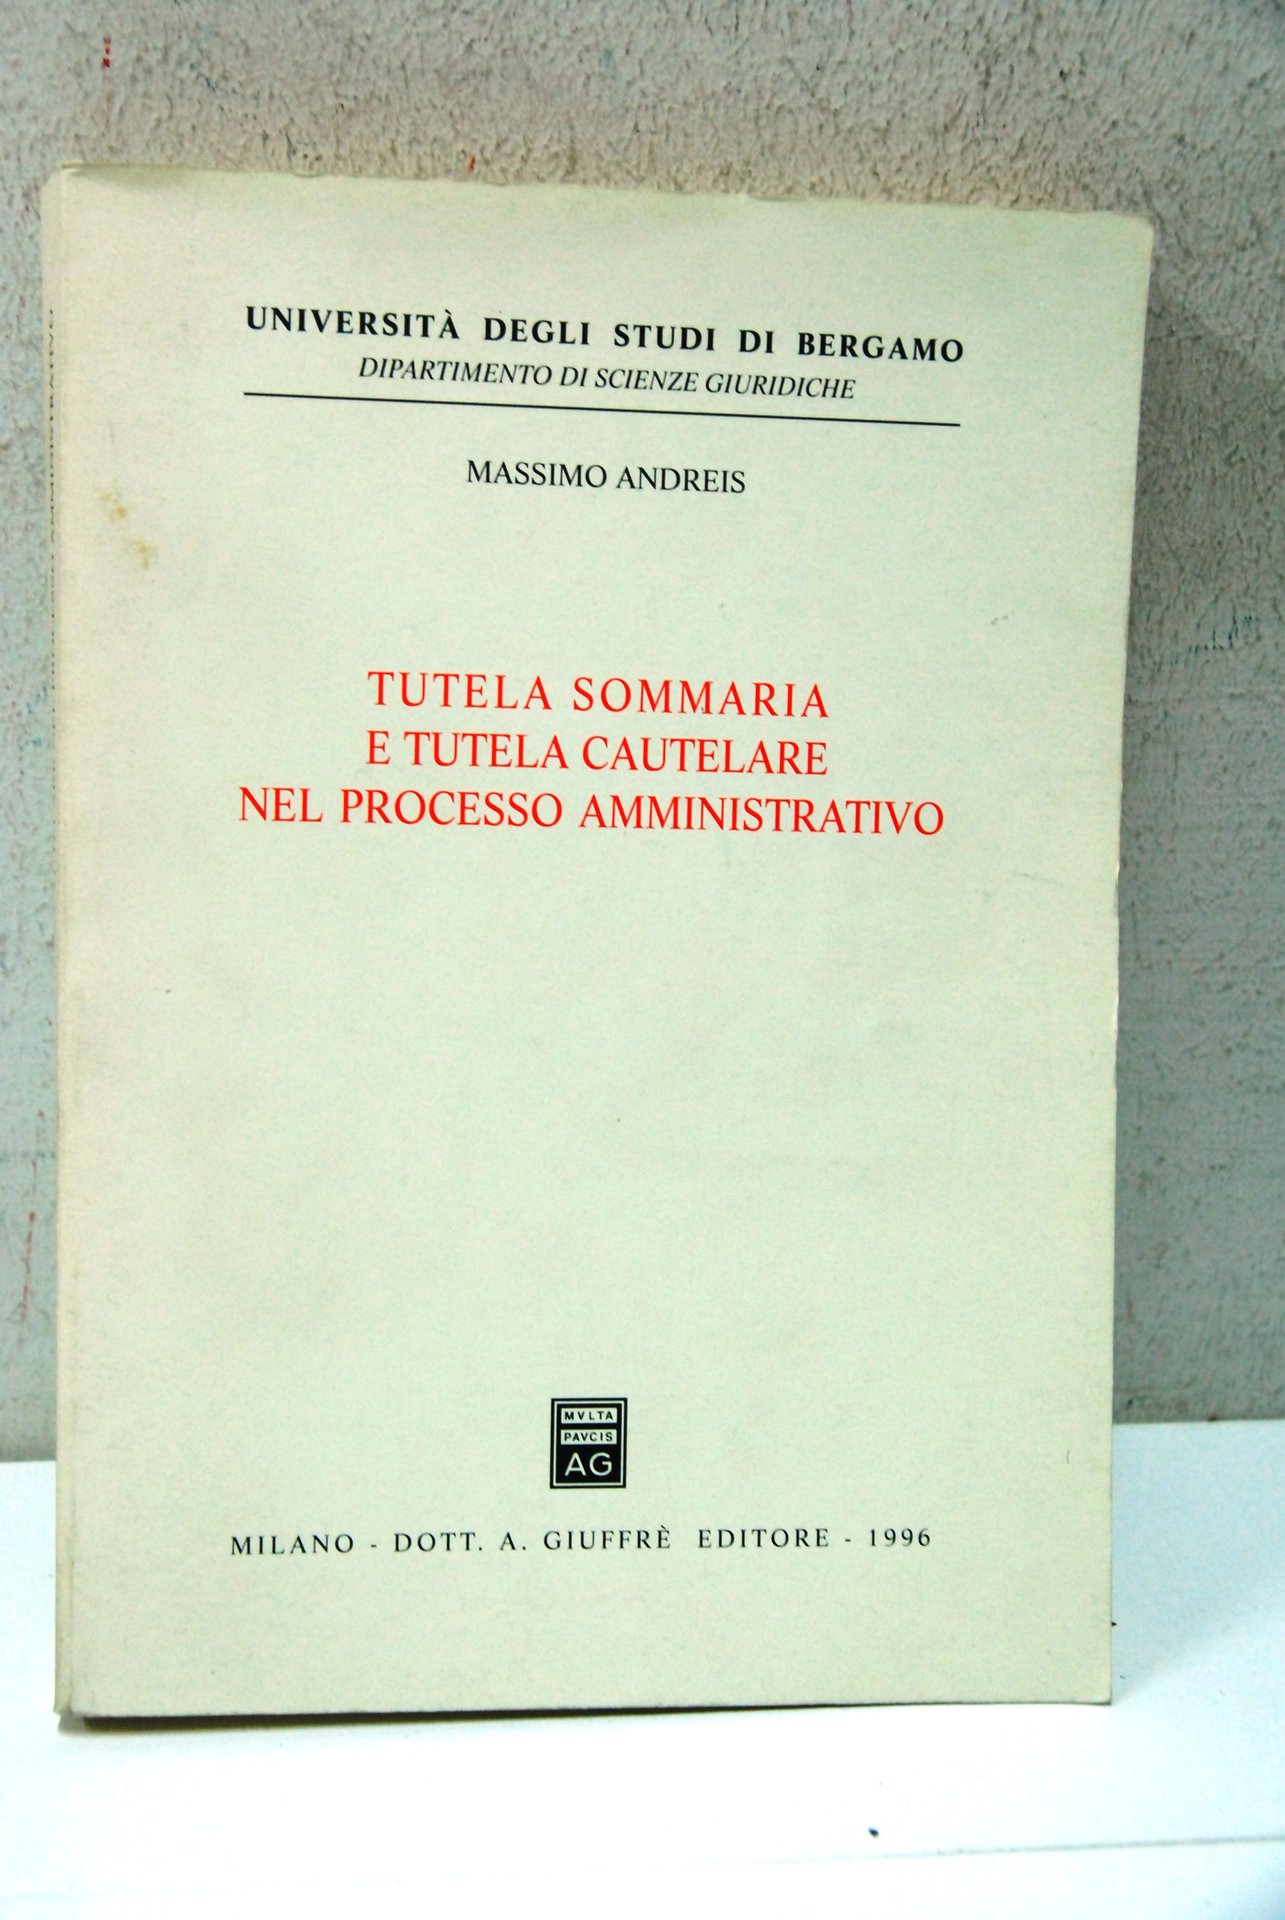 UNIVERSITÀ DEGLI STUDI DI BERGAMO
DIPARTIMENTO DI SCIENZE GIURIDICHE
MASSIMO ANDREIS
TUTELA SOMMARIA
E TUTELA CAUTELARE
NEL PROCESSO AMMINISTRATIVO
MVLTA
PAVCIS
AG
MILANO - DOTT. A. GIUFFRÈ EDITORE - 1996